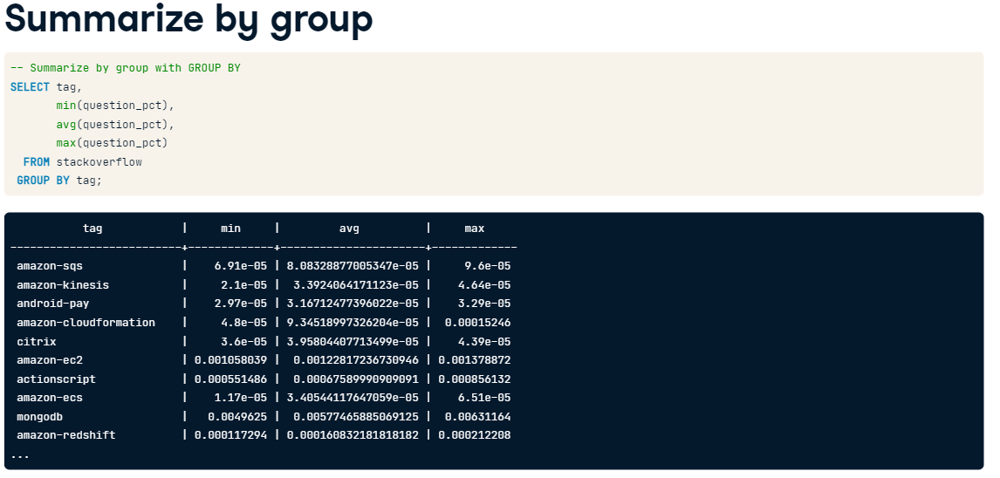 Summarize by group
-- Summarize by group with GROUP BY
SELECT tag,
       min(question_pct),
       avg(question_pct),
       max(question_pct)
  FROM stackoverflow
 GROUP BY tag;
           tag            |     min     |         avg          |     max
--------------------------+-------------+----------------------+-------------
 amazon-sqs               |    6.91e-05 | 8.08328877005347e-05 |     9.6e-05
 amazon-kinesis           |     2.1e-05 |  3.3924064171123e-05 |    4.64e-05
 android-pay              |    2.97e-05 | 3.16712477396022e-05 |    3.29e-05
 amazon-cloudformation    |     4.8e-05 | 9.34518997326204e-05 |  0.00015246
 citrix                   |     3.6e-05 | 3.95804407713499e-05 |    4.39e-05
 amazon-ec2               | 0.001058039 |  0.00122817236730946 | 0.001378872
 actionscript             | 0.000551486 |  0.00067589990909091 | 0.000856132
 amazon-ecs               |    1.17e-05 | 3.40544117647059e-05 |    6.51e-05
 mongodb                  |   0.0049625 |  0.00577465885069125 |  0.00631164
 amazon-redshift          | 0.000117294 | 0.000160832181818182 | 0.000212208
...